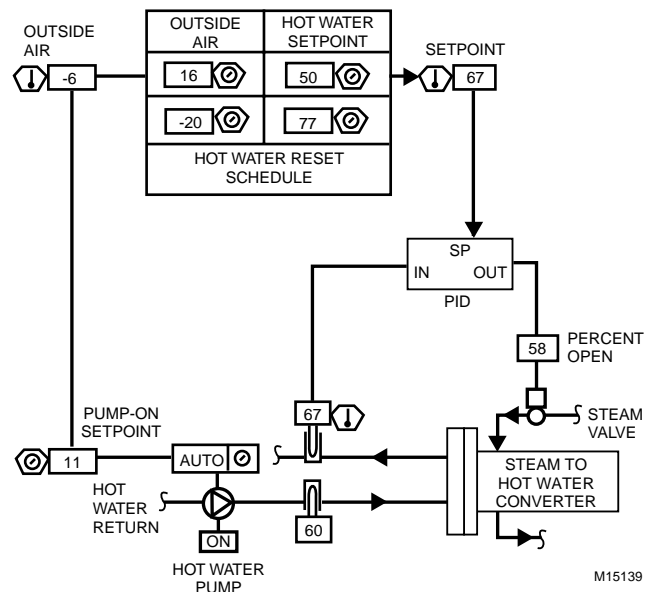 OUTSIDE
AIR
-6
OUTSIDE
AIR
HOT WATER
SETPOINT
16
50
-20
77
HOT WATER RESET
SCHEDULE
SETPOINT
67
SP
IN
OUT
PID
58
PERCENT
OPEN
67
STEAM
VALVE
PUMP-ON
SETPOINT
11
AUTO
STEAM TO
HOT WATER
CONVERTER
HOT
WATER
RETURN
60
ON
HOT WATER
PUMP
M15139